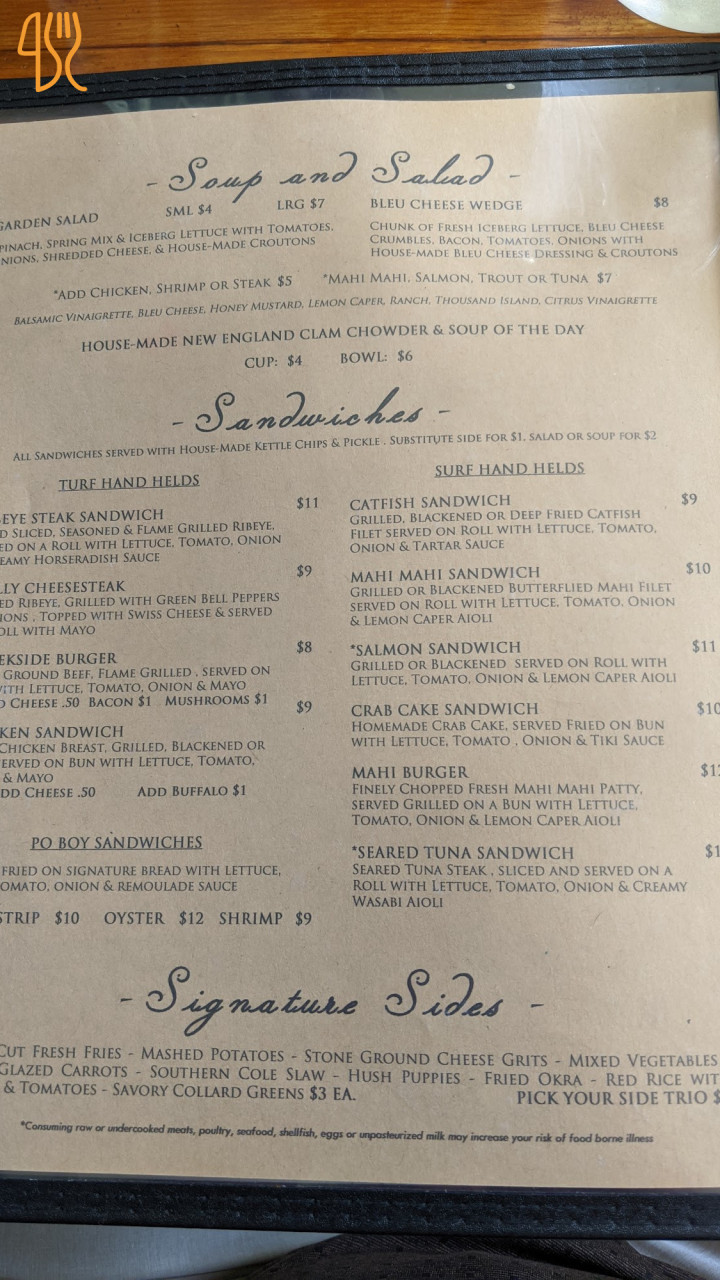 - Soup and Salad -
GARDEN SALAD SML $4 LRG $7
PINACH, SPRING MIX & ICEBERG LETTUCE WITH TOMATOES,
NIONS, SHREDDED CHEESE, & HOUSE-MADE CROUTONS
BLEU CHEESE WEDGE $8
CHUNK OF FRESH ICEBERG LETTUCE, BLEU CHEESE
CRUMBLES, BACON, TOMATOES, ONIONS WITH
HOUSE-MADE BLEU CHEESE DRESSING & CROUTONS
*ADD CHICKEN, SHRIMP OR STEAK $5 *MAHI MAHI, SALMON, TROUT OR TUNA $7
BALSAMIC VINAIGRETTE, BLEU CHEESE, HONEY MUSTARD, LEMON CAPER, RANCH, THOUSAND ISLAND, CITRUS VINAIGRETTE
HOUSE-MADE NEW ENGLAND CLAM CHOWDER & SOUP OF THE DAY
CUP: $4 BOWL: $6
- Sandwiches -
ALL SANDWICHES SERVED WITH HOUSE-MADE KETTLE CHIPS & PICKLE . SUBSTITUTE SIDE FOR $1. SALAD OR SOUP FOR $2
TURF HAND HELDS
EYE STEAK SANDWICH $11
D SLICED, SEASONED & FLAME GRILLED RIBEYE,
ED ON A ROLL WITH LETTUCE, TOMATO, ONION
EAMY HORSERADISH SAUCE
LLY CHEESESTEAK $9
ED RIBEYE, GRILLED WITH GREEN BELL PEPPERS
IONS , TOPPED WITH SWISS CHEESE & SERVED
OLL WITH MAYO
EKSIDE BURGER $8
GROUND BEEF, FLAME GRILLED , SERVED ON
WITH LETTUCE, TOMATO, ONION & MAYO
D CHEESE .50 BACON $1 MUSHROOMS $1
KEN SANDWICH $9
CHICKEN BREAST, GRILLED, BLACKENED OR
ERVED ON BUN WITH LETTUCE, TOMATO,
& MAYO
DD CHEESE .50 ADD BUFFALO $1
PO BOY SANDWICHES
FRIED ON SIGNATURE BREAD WITH LETTUCE,
OMATO, ONION & REMOULADE SAUCE
STRIP $10 OYSTER $12 SHRIMP $9
SURF HAND HELDS
CATFISH SANDWICH $9
GRILLED, BLACKENED OR DEEP FRIED CATFISH
FILET SERVED ON ROLL WITH LETTUCE, TOMATO,
ONION & TARTAR SAUCE
MAHI MAHI SANDWICH $10
GRILLED OR BLACKENED BUTTERFLIED MAHI FILET
SERVED ON ROLL WITH LETTUCE, TOMATO, ONION
& LEMON CAPER AIOLI
*SALMON SANDWICH $11
GRILLED OR BLACKENED SERVED ON ROLL WITH
LETTUCE, TOMATO, ONION & LEMON CAPER AIOLI
CRAB CAKE SANDWICH $10
HOMEMADE CRAB CAKE, SERVED FRIED ON BUN
WITH LETTUCE, TOMATO , ONION & TIKI SAUCE
MAHI BURGER
FINELY CHOPPED FRESH MAHI MAHI PATTY,
SERVED GRILLED ON A BUN WITH LETTUCE,
TOMATO, ONION & LEMON CAPER AIOLI
*SEARED TUNA SANDWICH
SEARED TUNA STEAK , SLICED AND SERVED ON A
ROLL WITH LETTUCE, TOMATO, ONION & CREAMY
WASABI AIOLI
- Signature Sides -
CUT FRESH FRIES - MASHED POTATOES - STONE GROUND CHEESE GRITS - MIXED VEGETABLES
GLAZED CARROTS - SOUTHERN COLE SLAW - HUSH PUPPIES - FRIED OKRA - RED RICE WIT
& TOMATOES - SAVORY COLLARD GREENS $3 EA. PICK YOUR SIDE TRIO $
*Consuming raw or undercooked meats, poultry, seafood, shellfish, eggs or unpasteurized milk may increase your risk of food borne illness